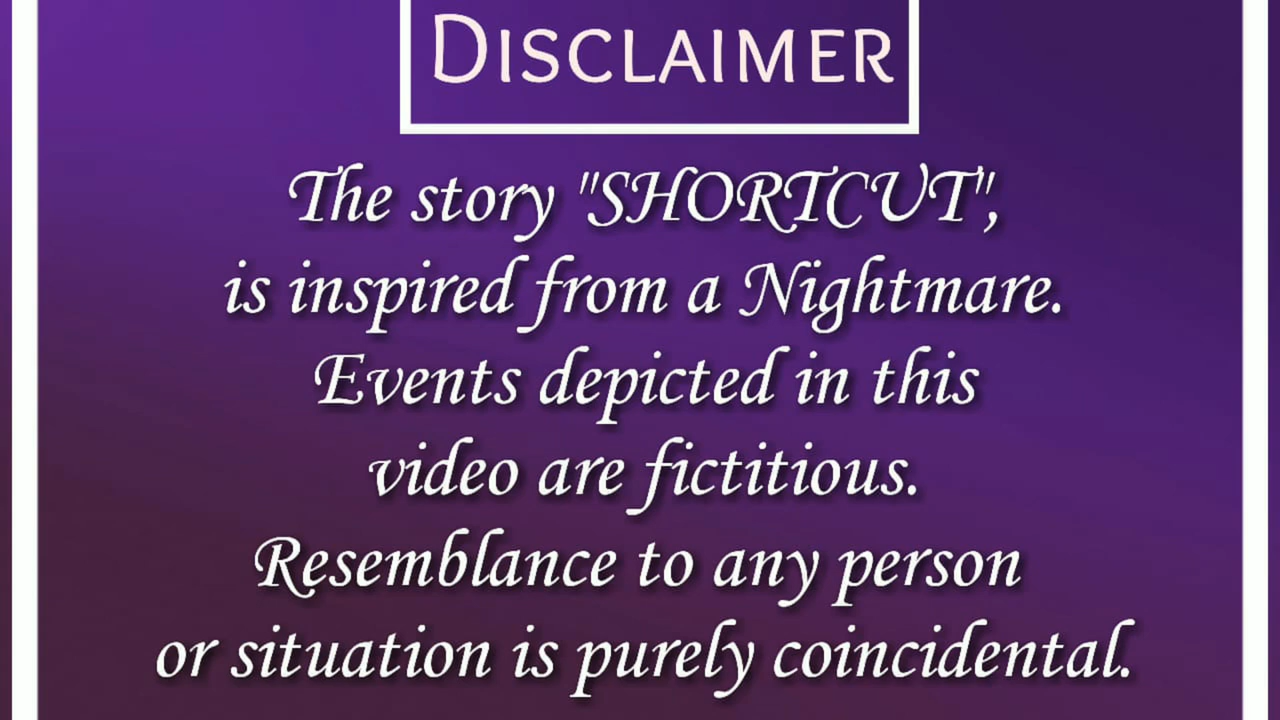 DISCLAIMER
The story "SHORTCUT",
is inspired from a Nightmare.
Events depicted in this
video are fictitious.
Resemblance to any person
or situation is purely coincidental.